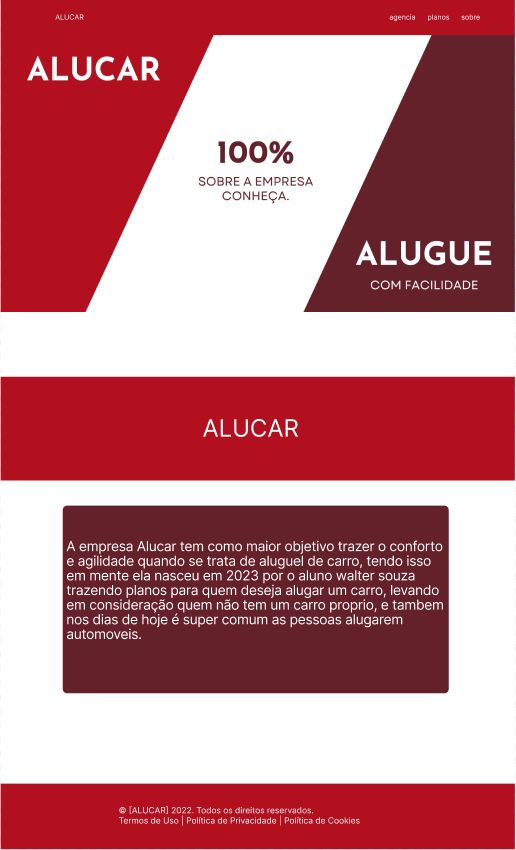 ALUCAR
agencia planos sobre
ALUCAR
100%
SOBRE A EMPRESA
CONHEÇA.
ALUGUE
COM FACILIDADE
ALUCAR
A empresa Alucar tem como maior objetivo trazer o conforto
e agilidade quando se trata de aluguel de carro, tendo isso
em mente ela nasceu em 2023 por o aluno walter souza
trazendo planos para quem deseja alugar um carro, levando
em consideração quem não tem um carro proprio, e tambem
nos dias de hoje é super comum as pessoas alugarem
automoveis.
© [ALUCAR] 2022. Todos os direitos reservados.
Termos de Uso | Política de Privacidade | Política de Cookies